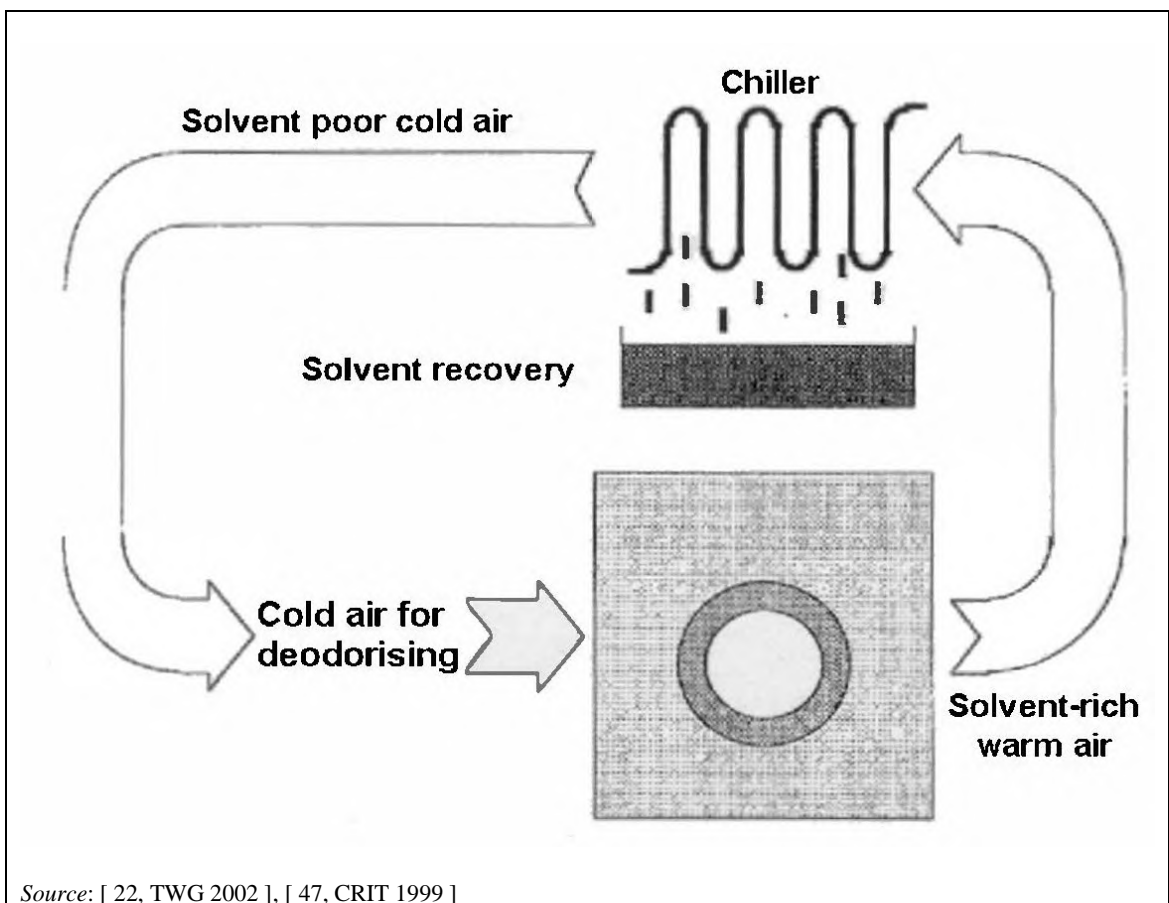 Chiller
Solvent poor cold air
Solvent recovery
Cold air for
deodorising
Solvent-rich
warm air
Source: [ 22, TWG 2002 ], [ 47, CRIT 1999 ]